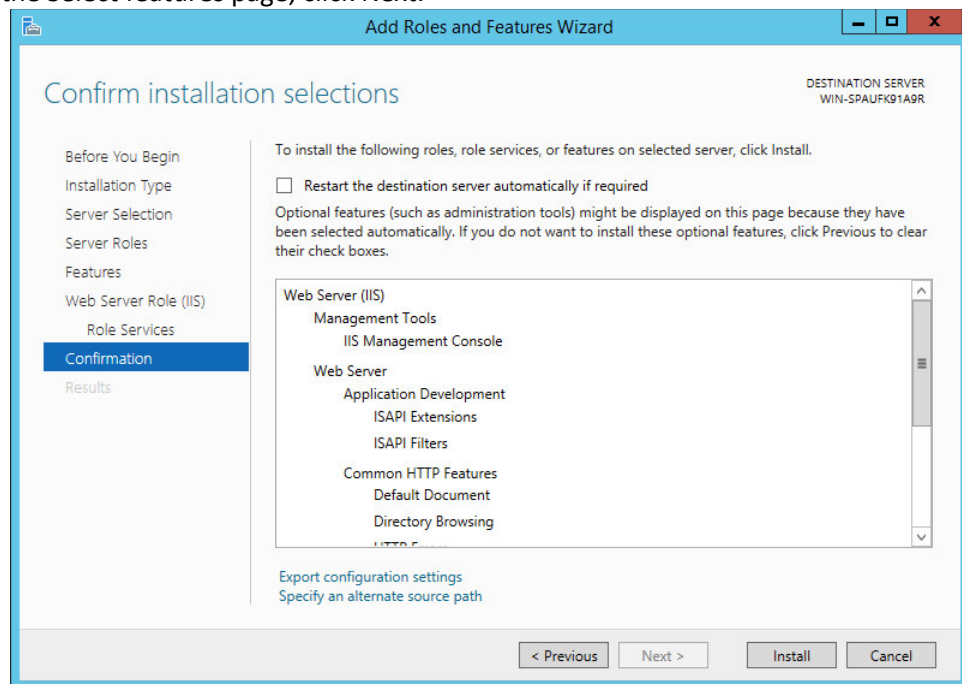 the Select features page, click Next.
Add Roles and Features Wizard
Confirm installation selections
DESTINATION SERVER
WIN-SPAUFK91A9R
Before You Begin
Installation Type
Server Selection
Server Roles
Features
Web Server Role (IIS)
Role Services
Confirmation
Results
To install the following roles, role services, or features on selected server, click Install.
Restart the destination server automatically if required
Optional features (such as administration tools) might be displayed on this page because they have
been selected automatically. If you do not want to install these optional features, click Previous to clear
their check boxes.
Web Server (IIS)
Management Tools
IIS Management Console
Web Server
Application Development
ISAPI Extensions
ISAPI Filters
Common HTTP Features
Default Document
Directory Browsing
Export configuration settings
Specify an alternate source path
< Previous
Next >
Install
Cancel